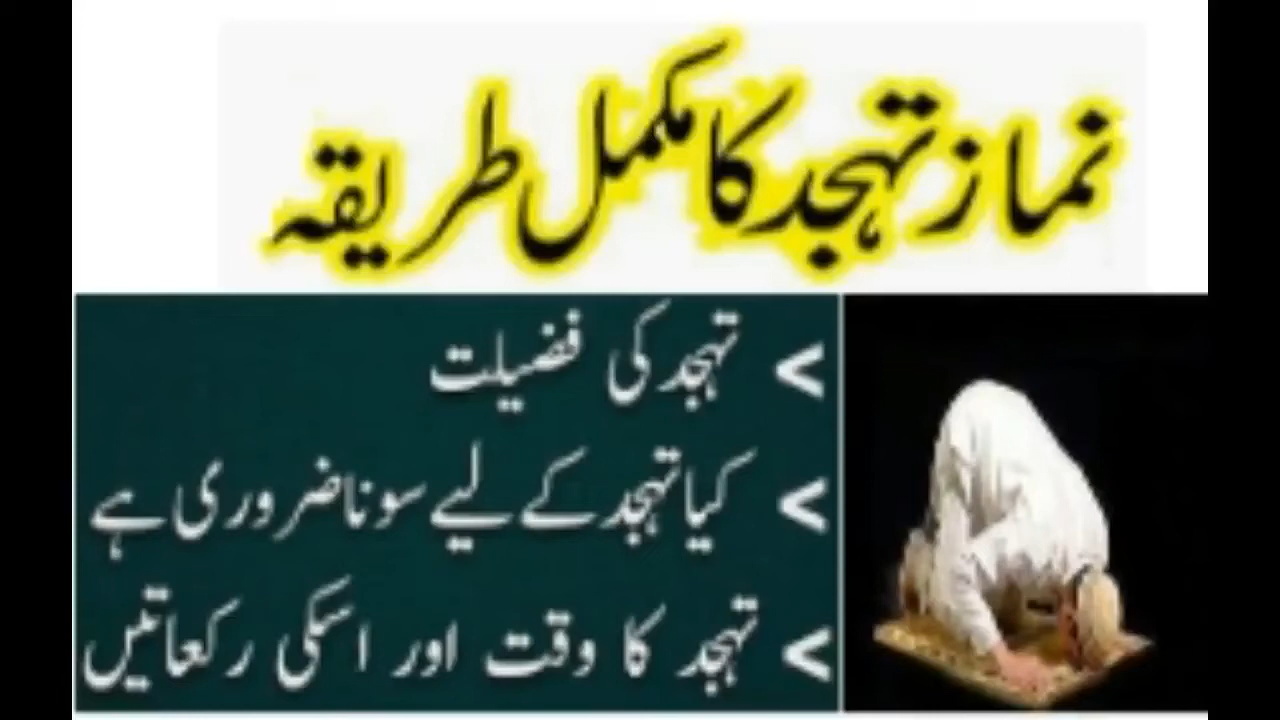 نماز تہجد کا مکمل طریقہ
> تہجد کی فضیلت
> کیا تہجد کے لیے سونا ضروری ہے
> تہجد کا وقت اور اسکی رکعاتیں